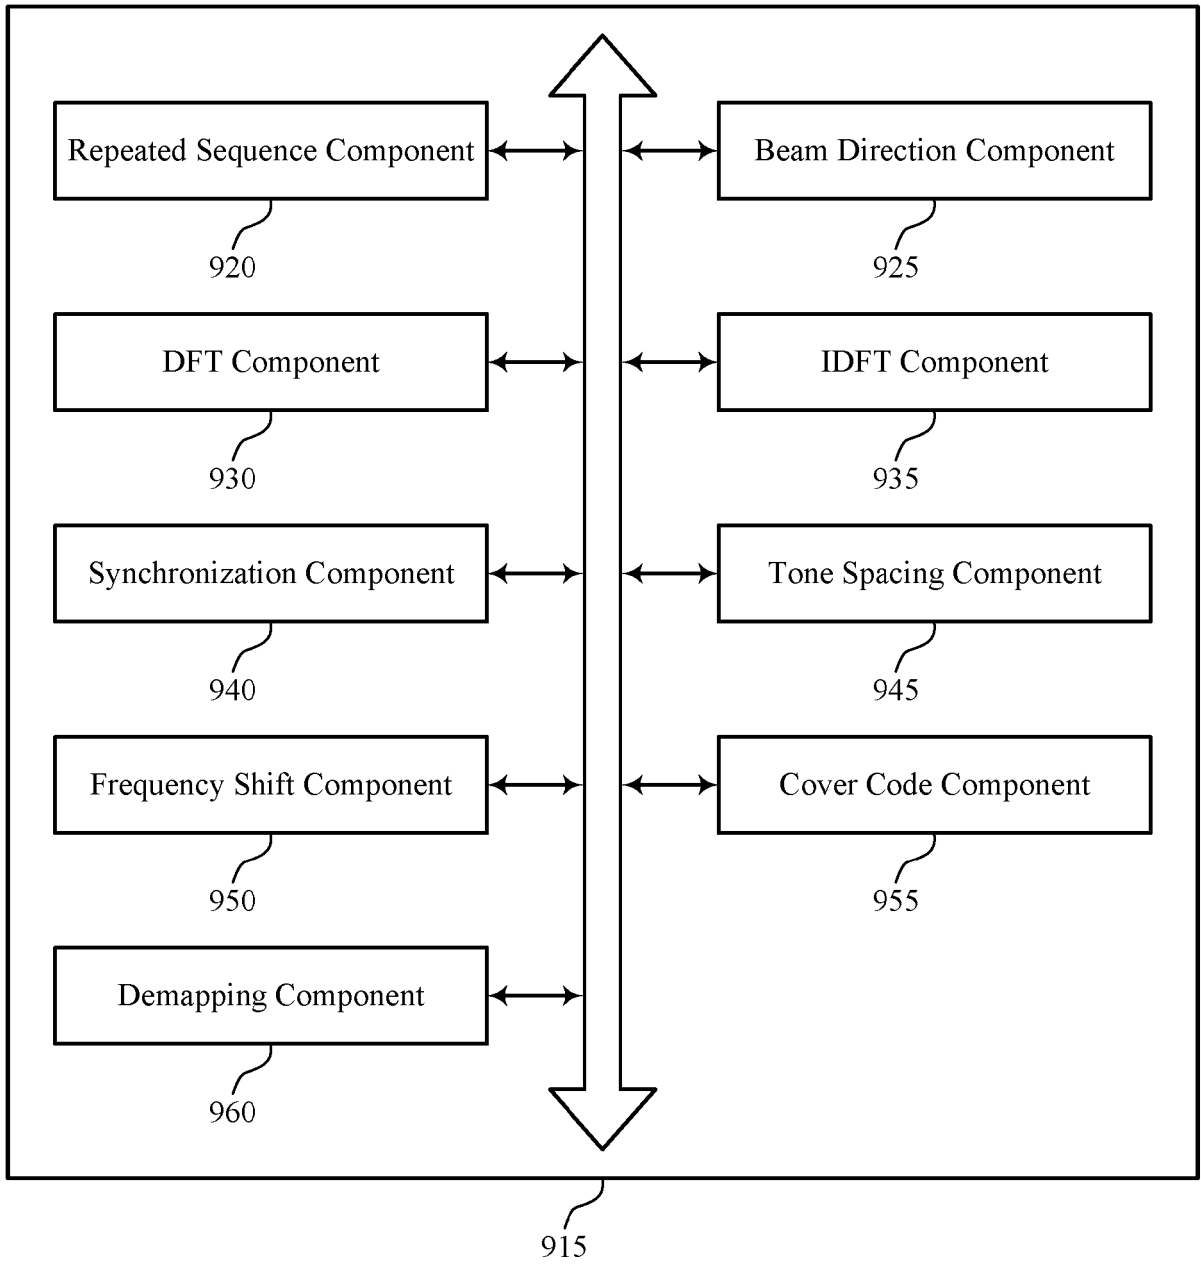 Repeated Sequence Component
Beam Direction Component
920
925
DFT Component
IDFT Component
930
935
Synchronization Component
Tone Spacing Component
940
945
Frequency Shift Component
Cover Code Component
950
955
Demapping Component
960
915